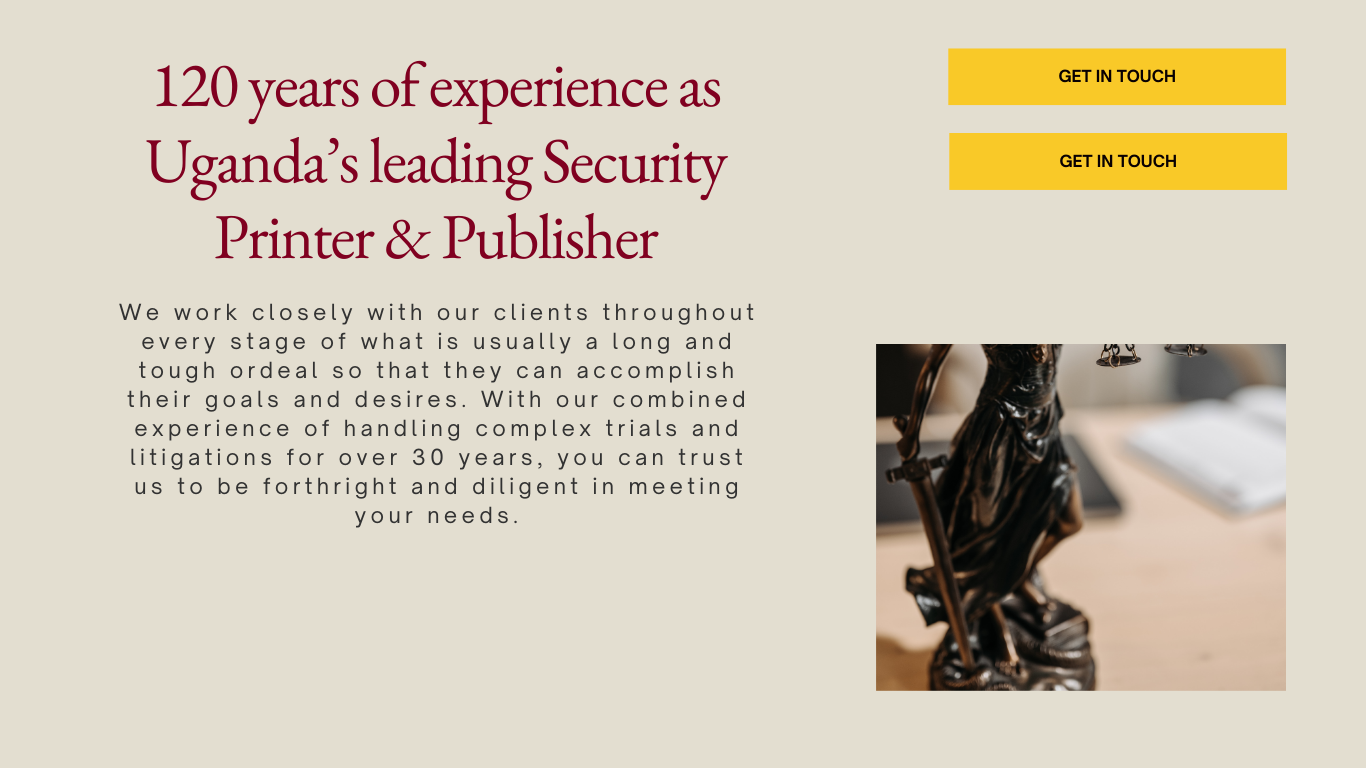 120 years of experience as
Uganda’s leading Security
Printer & Publisher
We work closely with our clients throughout
every stage of what is usually a long and
tough ordeal so that they can accomplish
their goals and desires. With our combined
experience of handling complex trials and
litigations for over 30 years, you can trust
us to be forthright and diligent in meeting
your needs.
GET IN TOUCH
GET IN TOUCH